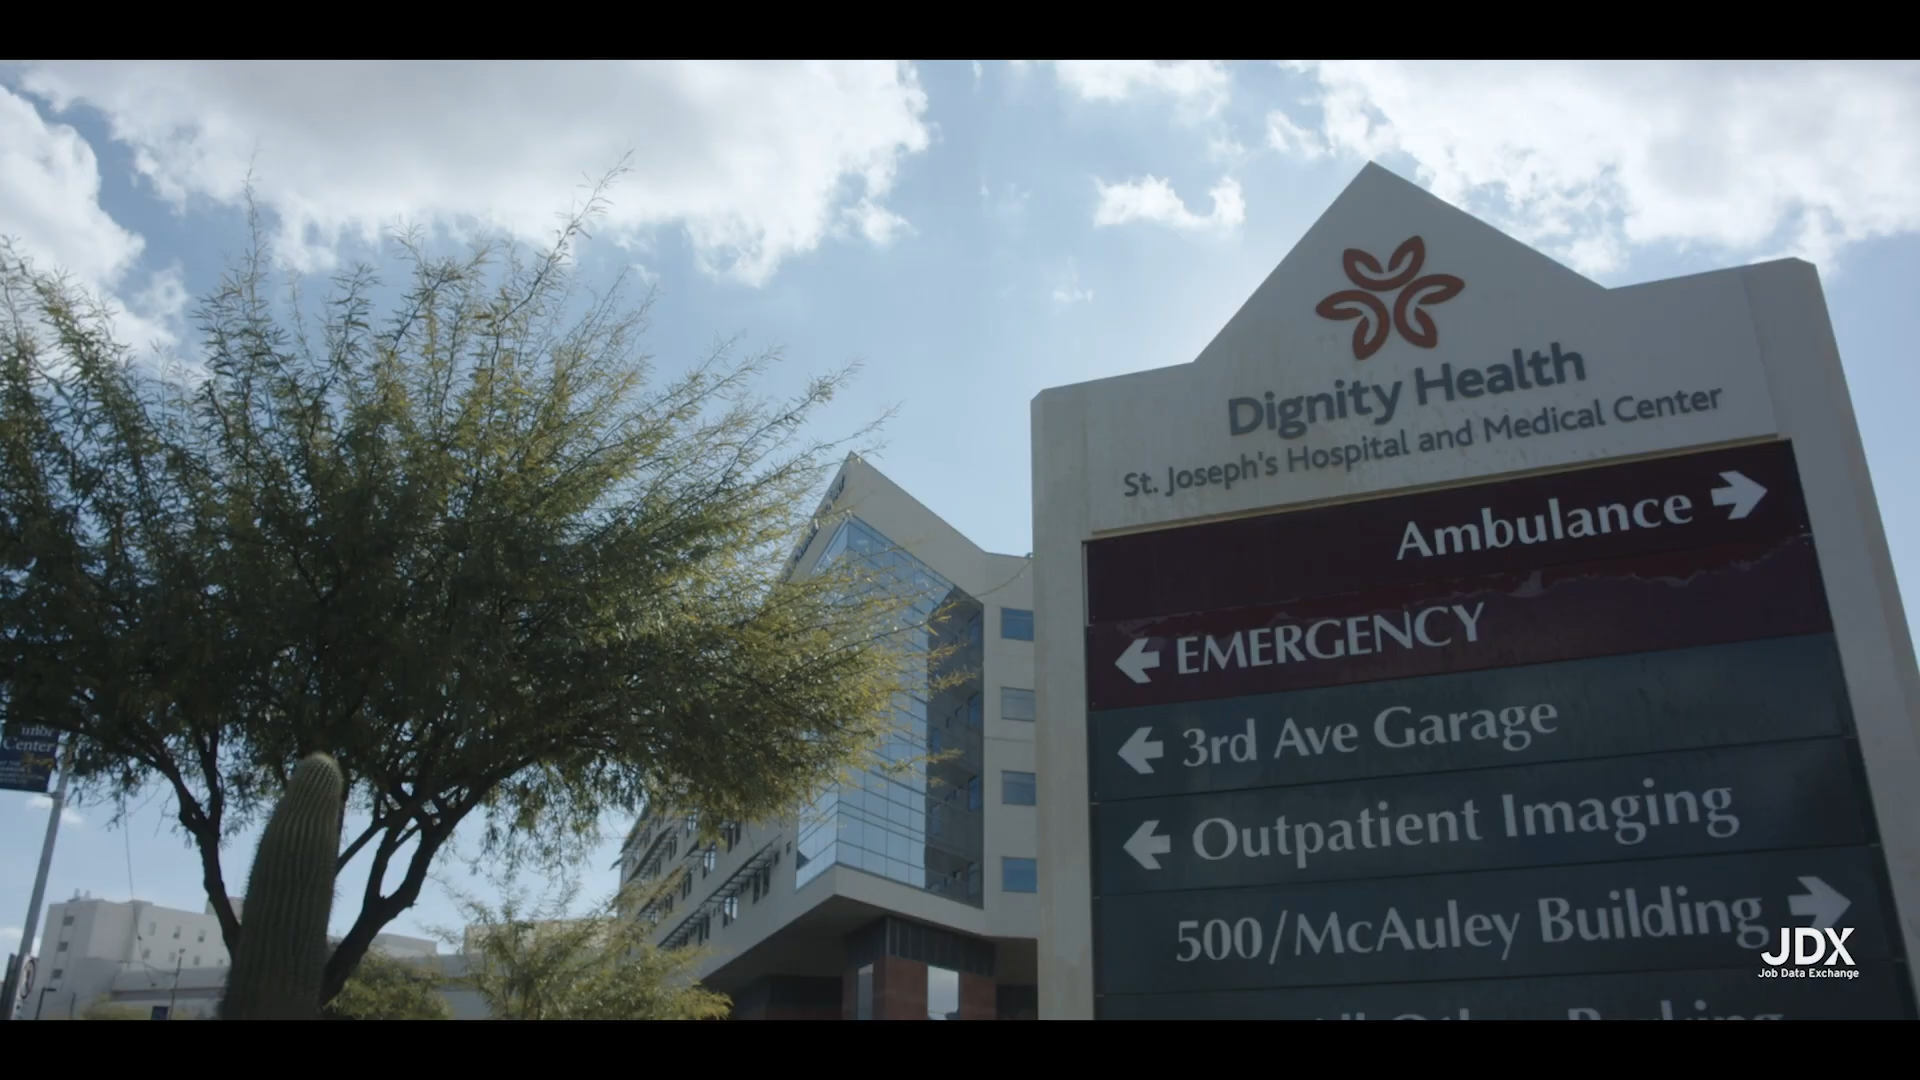 Dignity Health
St. Joseph's Hospital and Medical Center
Ambulance
EMERGENCY
3rd Ave Garage
Outpatient Imaging
500/McAuley Building
Center
JDX
Job Data Exchange